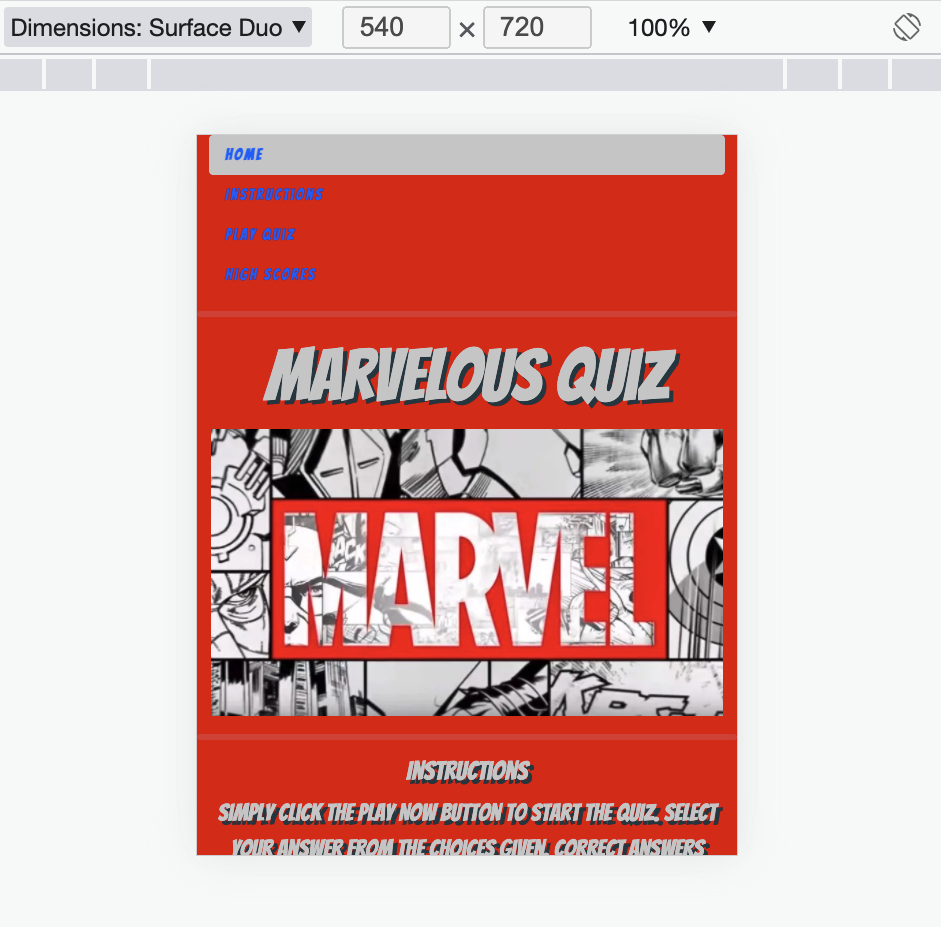 Dimensions: Surface Duo ▼ 540 × 720 100% ▼
HOME
INSTRUCTIONS
PLAY QUIZ
HIGH SCORES
MARVELOUS QUIZ
ACK
MARVEL
INSTRUCTIONS
SIMPLY CLICK THE PLAY NOW BUTTON TO START THE QUIZ. SELECT
YOUR ANSWER FROM THE CHOICES GIVEN. CORRECT ANSWERS